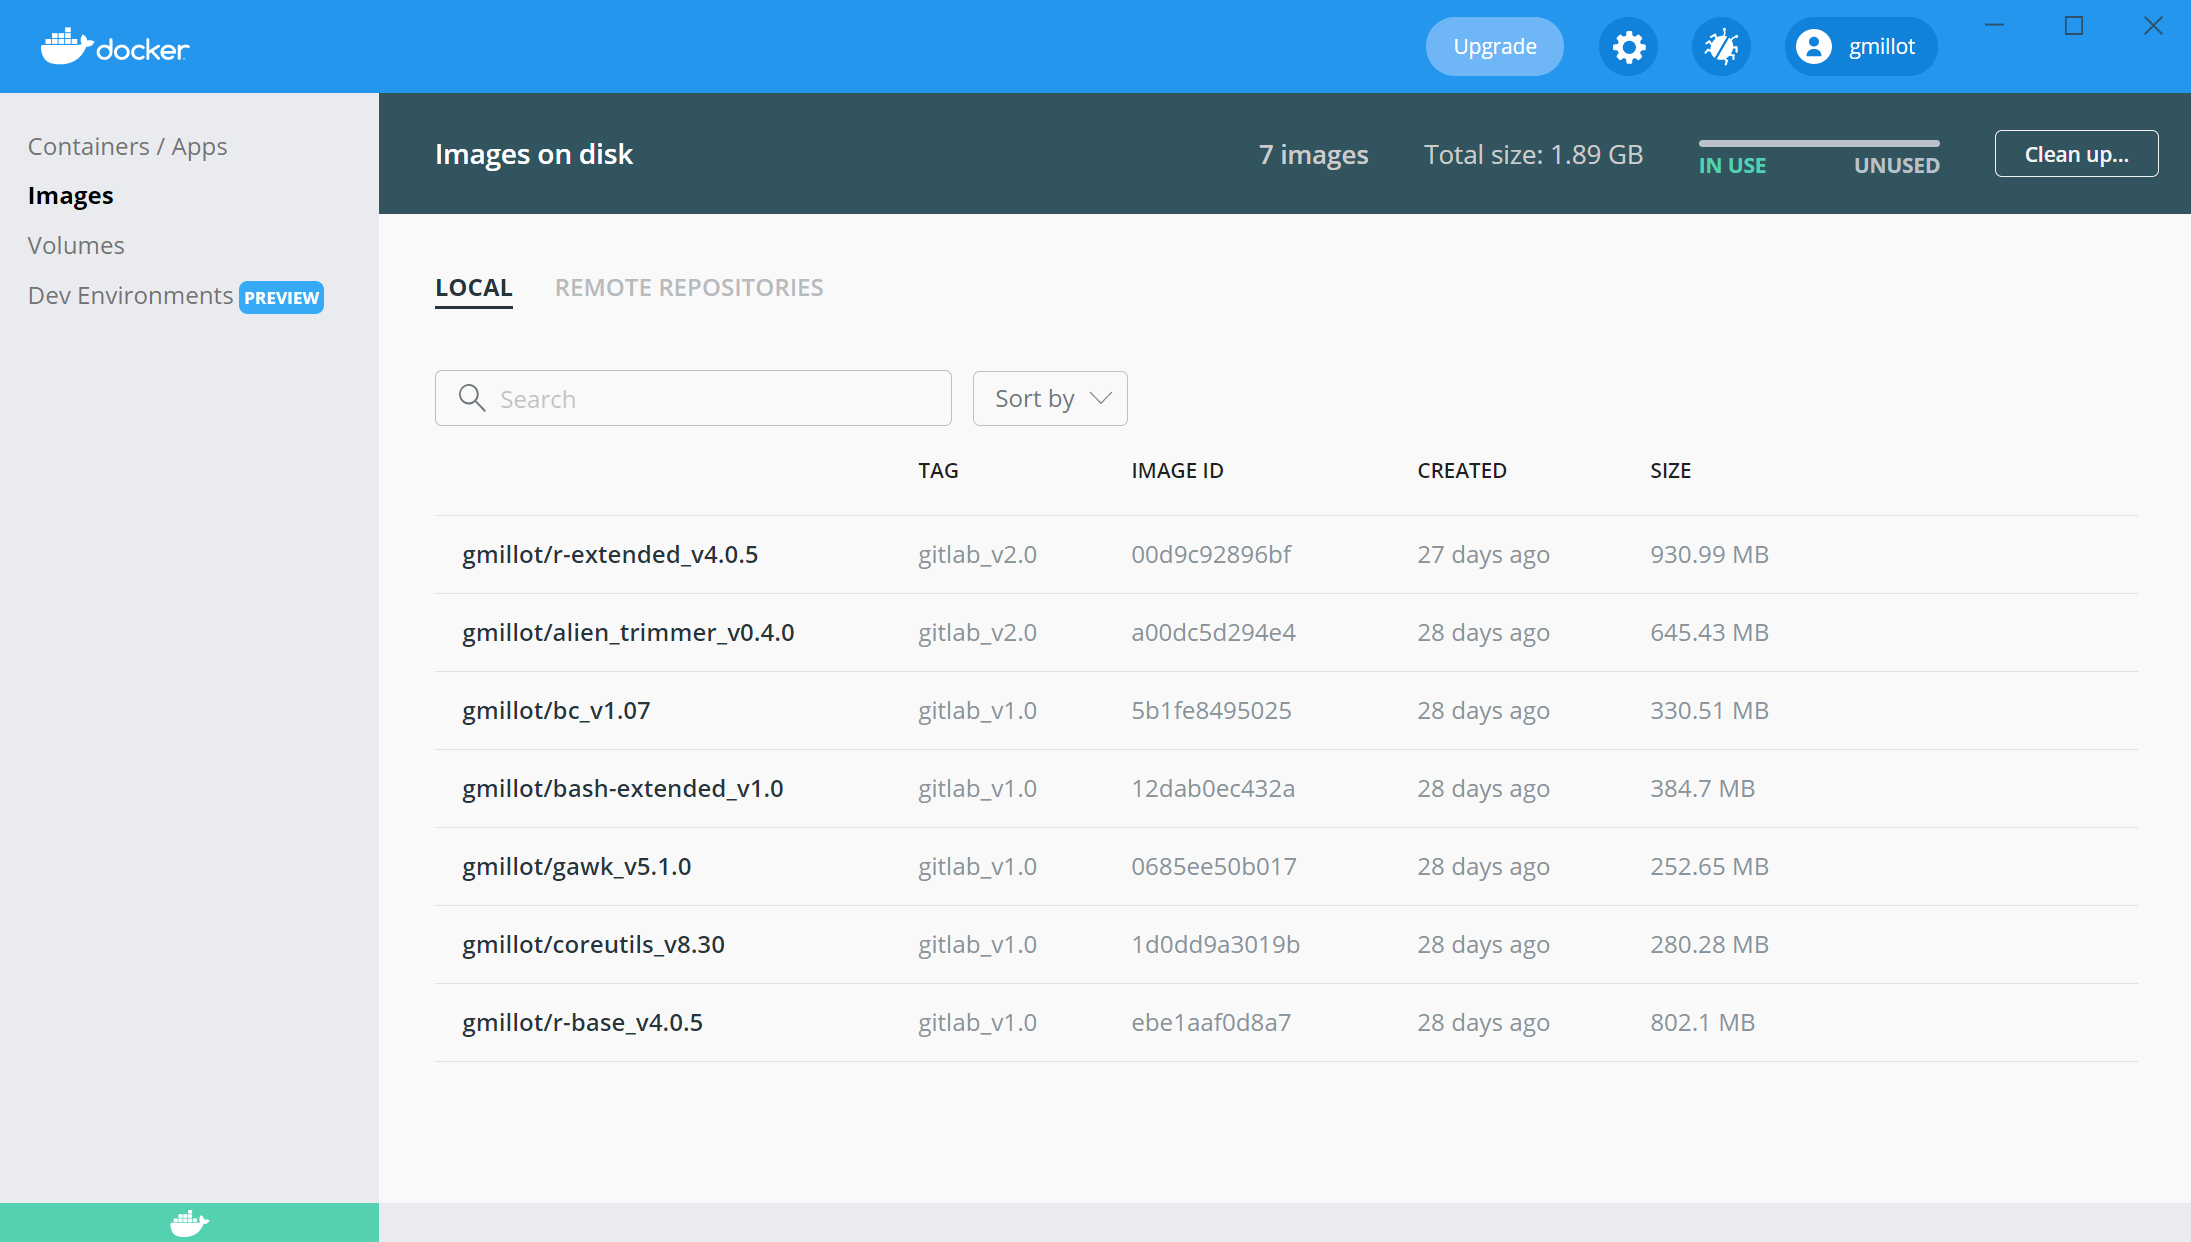 docker
Upgrade
gmillot
Containers / Apps
Images
Volumes
Dev Environments PREVIEW
Images on disk
7 images
Total size: 1.89 GB
IN USE UNUSED
Clean up...
LOCAL REMOTE REPOSITORIES
Search
Sort by
TAG IMAGE ID CREATED SIZE
gmillot/r-extended_v4.0.5 gitlab_v2.0 00d9c92896bf 27 days ago 930.99 MB
gmillot/alien_trimmer_v0.4.0 gitlab_v2.0 a00dc5d294e4 28 days ago 645.43 MB
gmillot/bc_v1.07 gitlab_v1.0 5b1fe8495025 28 days ago 330.51 MB
gmillot/bash-extended_v1.0 gitlab_v1.0 12dab0ec432a 28 days ago 384.7 MB
gmillot/gawk_v5.1.0 gitlab_v1.0 0685ee50b017 28 days ago 252.65 MB
gmillot/coreutils_v8.30 gitlab_v1.0 1d0dd9a3019b 28 days ago 280.28 MB
gmillot/r-base_v4.0.5 gitlab_v1.0 ebe1aaf0d8a7 28 days ago 802.1 MB